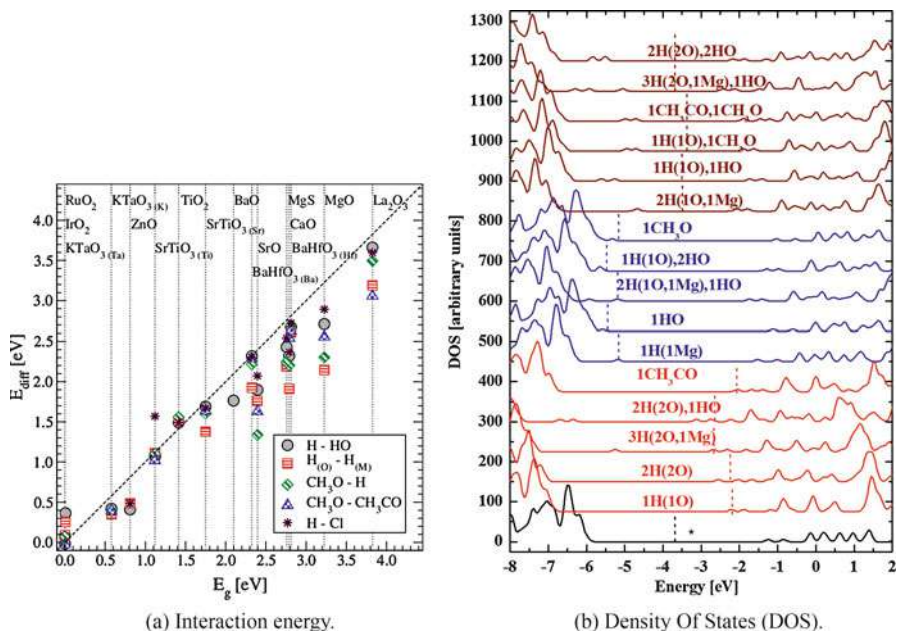 RuO2 KTaO3 (K) TiO2 BaO MgS MgO La2O3
IrO2 ZnO SrTiO3 (Sr) CaO
KTaO3 (Ta) SrTiO3 (Ti) SrO BaHfO3 (Hf)
BaHfO3 (Ba)
4.0
3.5
3.0
2.5
2.0
1.5
1.0
0.5
0.0
Ediff [eV]
H - HO
H(O) - H(M)
CH3O - H
CH3O - CH3CO
H - Cl
0.0 0.5 1.0 1.5 2.0 2.5 3.0 3.5 4.0
Eg [eV]
(a) Interaction energy.
1300
1200
1100
1000
900
800
700
600
500
400
300
200
100
0
DOS [arbitrary units]
2H(2O),2HO
3H(2O,1Mg),1HO
1CH3CO,1CH3O
1H(1O),1CH3O
1H(1O),1HO
2H(1O,1Mg)
1CH3O
1H(1O),2HO
2H(1O,1Mg),1HO
1HO
1H(1Mg)
1CH3CO
2H(2O),1HO
3H(2O,1Mg)
2H(2O)
1H(1O)
*
-8 -7 -6 -5 -4 -3 -2 -1 0 1 2
Energy [eV]
(b) Density Of States (DOS).